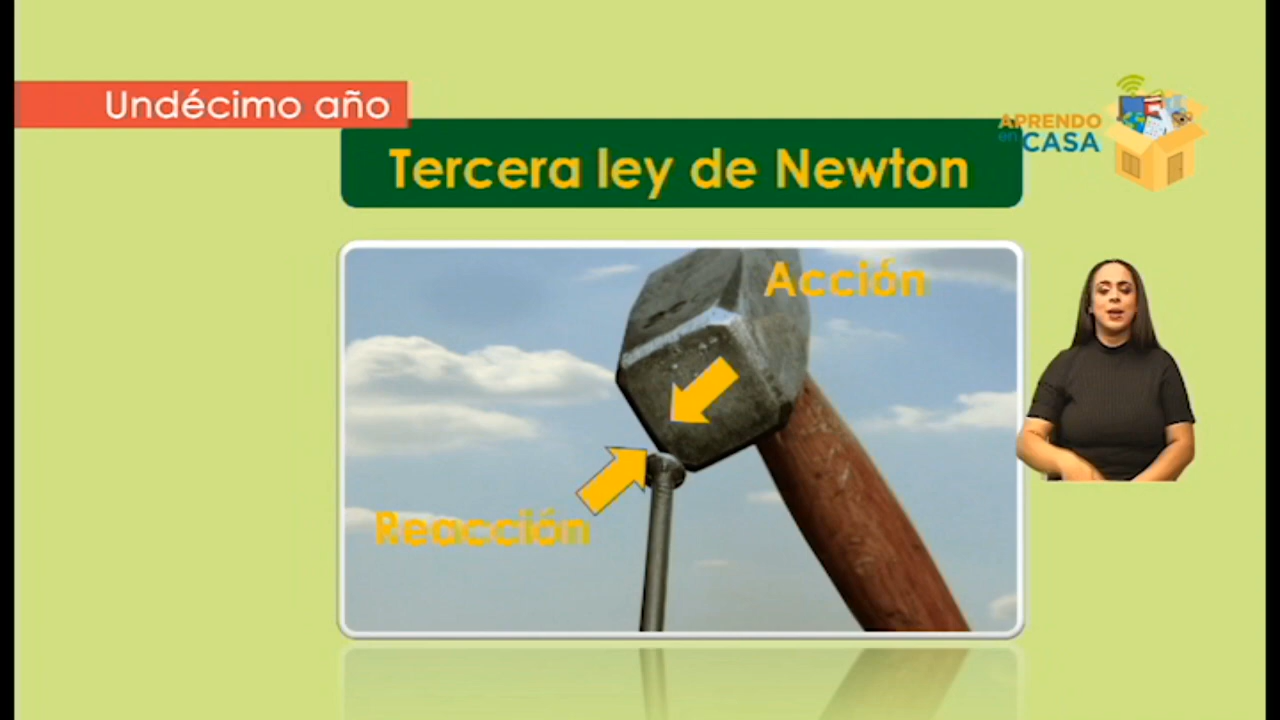 Undécimo año
APRENDO
en CASA
Tercera ley de Newton
Acción
Reacción